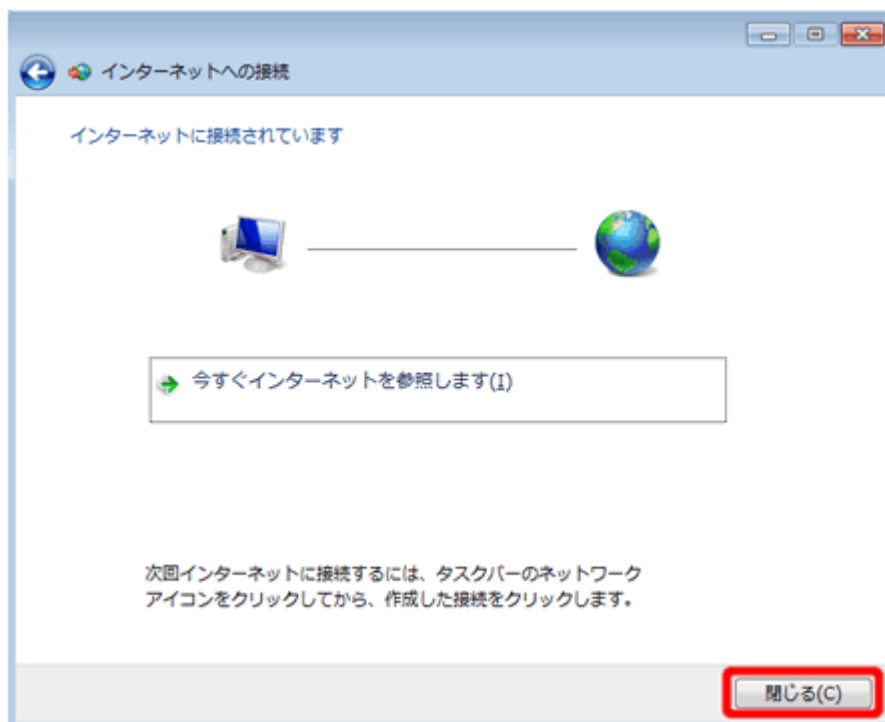 インターネットへの接続
インターネットに接続されています
今すぐインターネットを参照します(I)
次回インターネットに接続するには、タスクバーのネットワーク
アイコンをクリックしてから、作成した接続をクリックします。
閉じる(C)